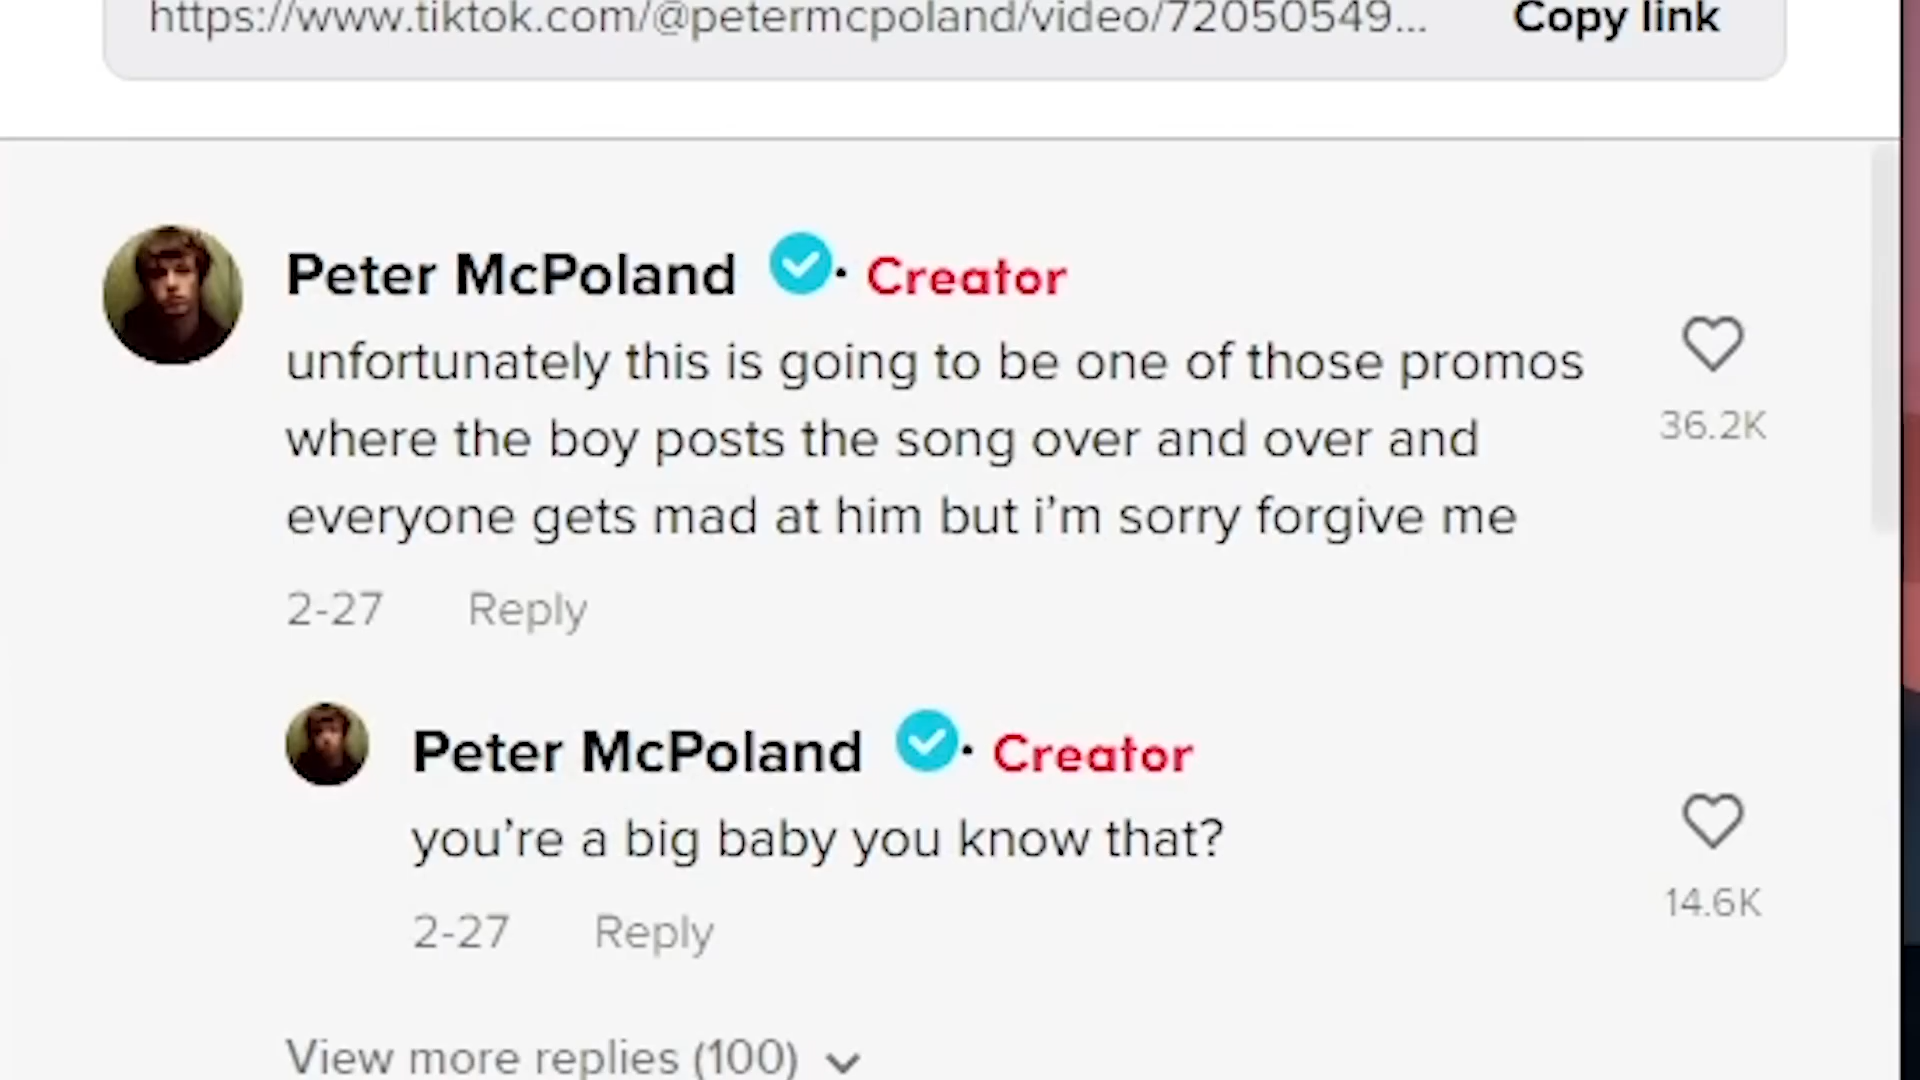 https://www.tiktok.com/@petermcpoland/video/72050549...
Copy link
Peter McPoland · Creator
unfortunately this is going to be one of those promos
where the boy posts the song over and over and
everyone gets mad at him but i’m sorry forgive me
36.2K
2-27 Reply
Peter McPoland · Creator
you’re a big baby you know that?
14.6K
2-27 Reply
View more replies (100)